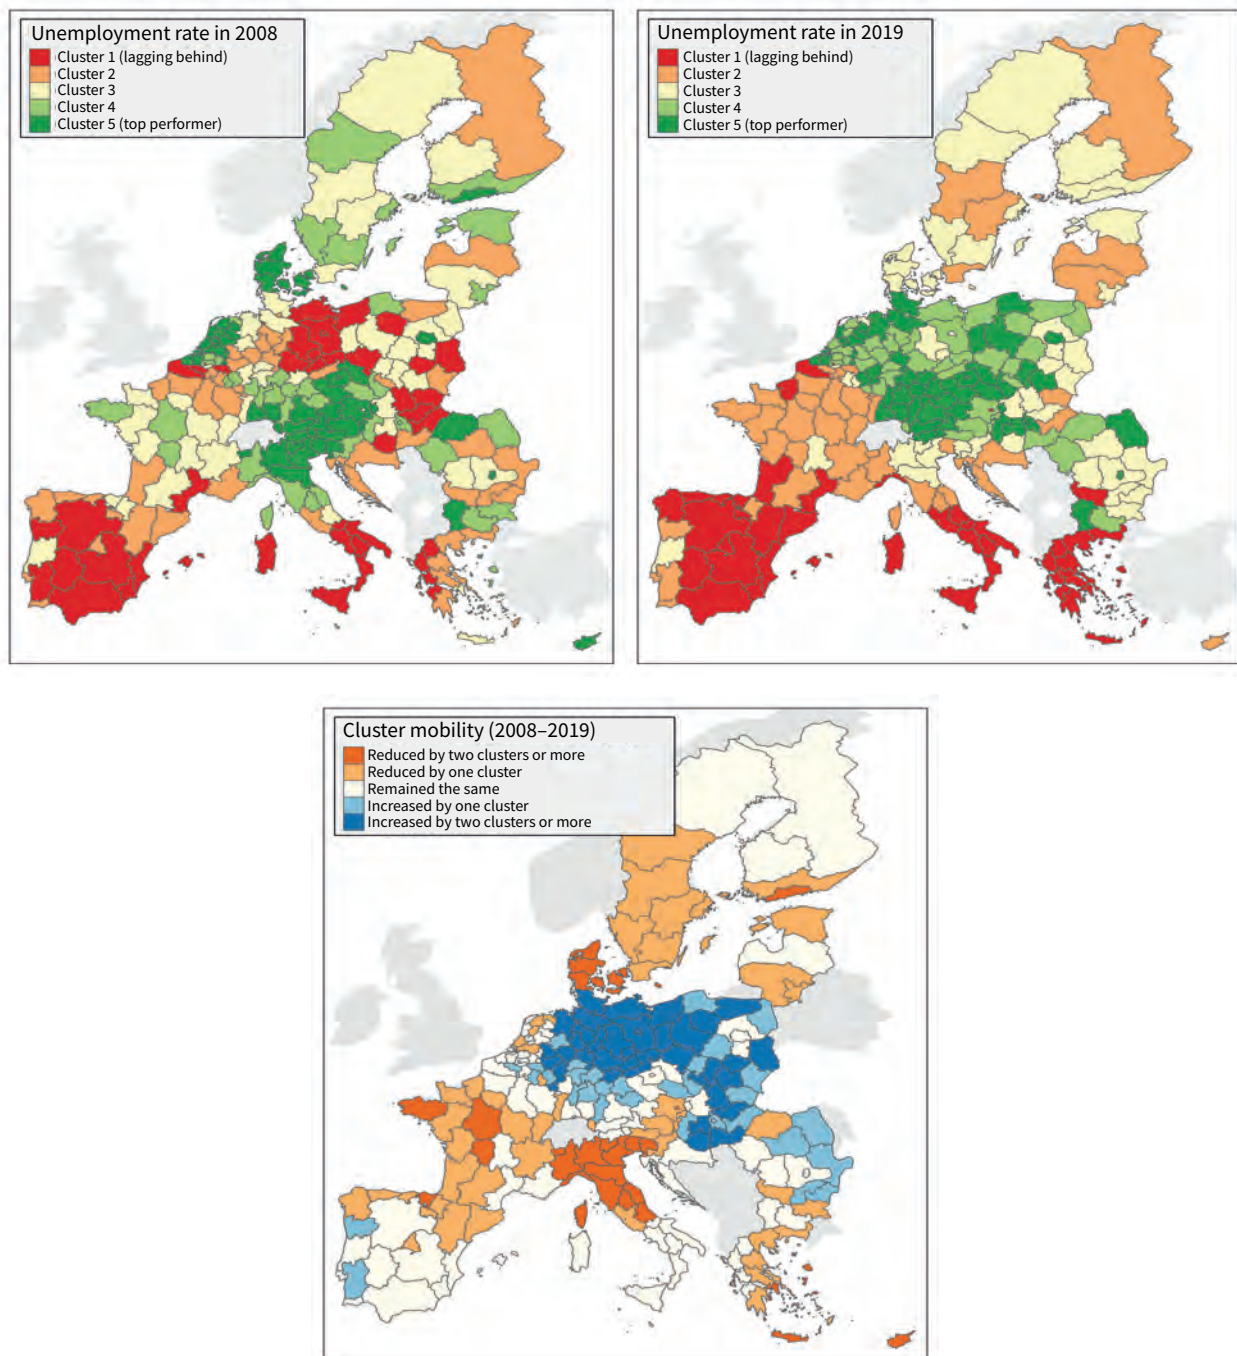 Unemployment rate in 2008
Cluster 1 (lagging behind)
Cluster 2
Cluster 3
Cluster 4
Cluster 5 (top performer)
Unemployment rate in 2019
Cluster 1 (lagging behind)
Cluster 2
Cluster 3
Cluster 4
Cluster 5 (top performer)
Cluster mobility (2008–2019)
Reduced by two clusters or more
Reduced by one cluster
Remained the same
Increased by one cluster
Increased by two clusters or more